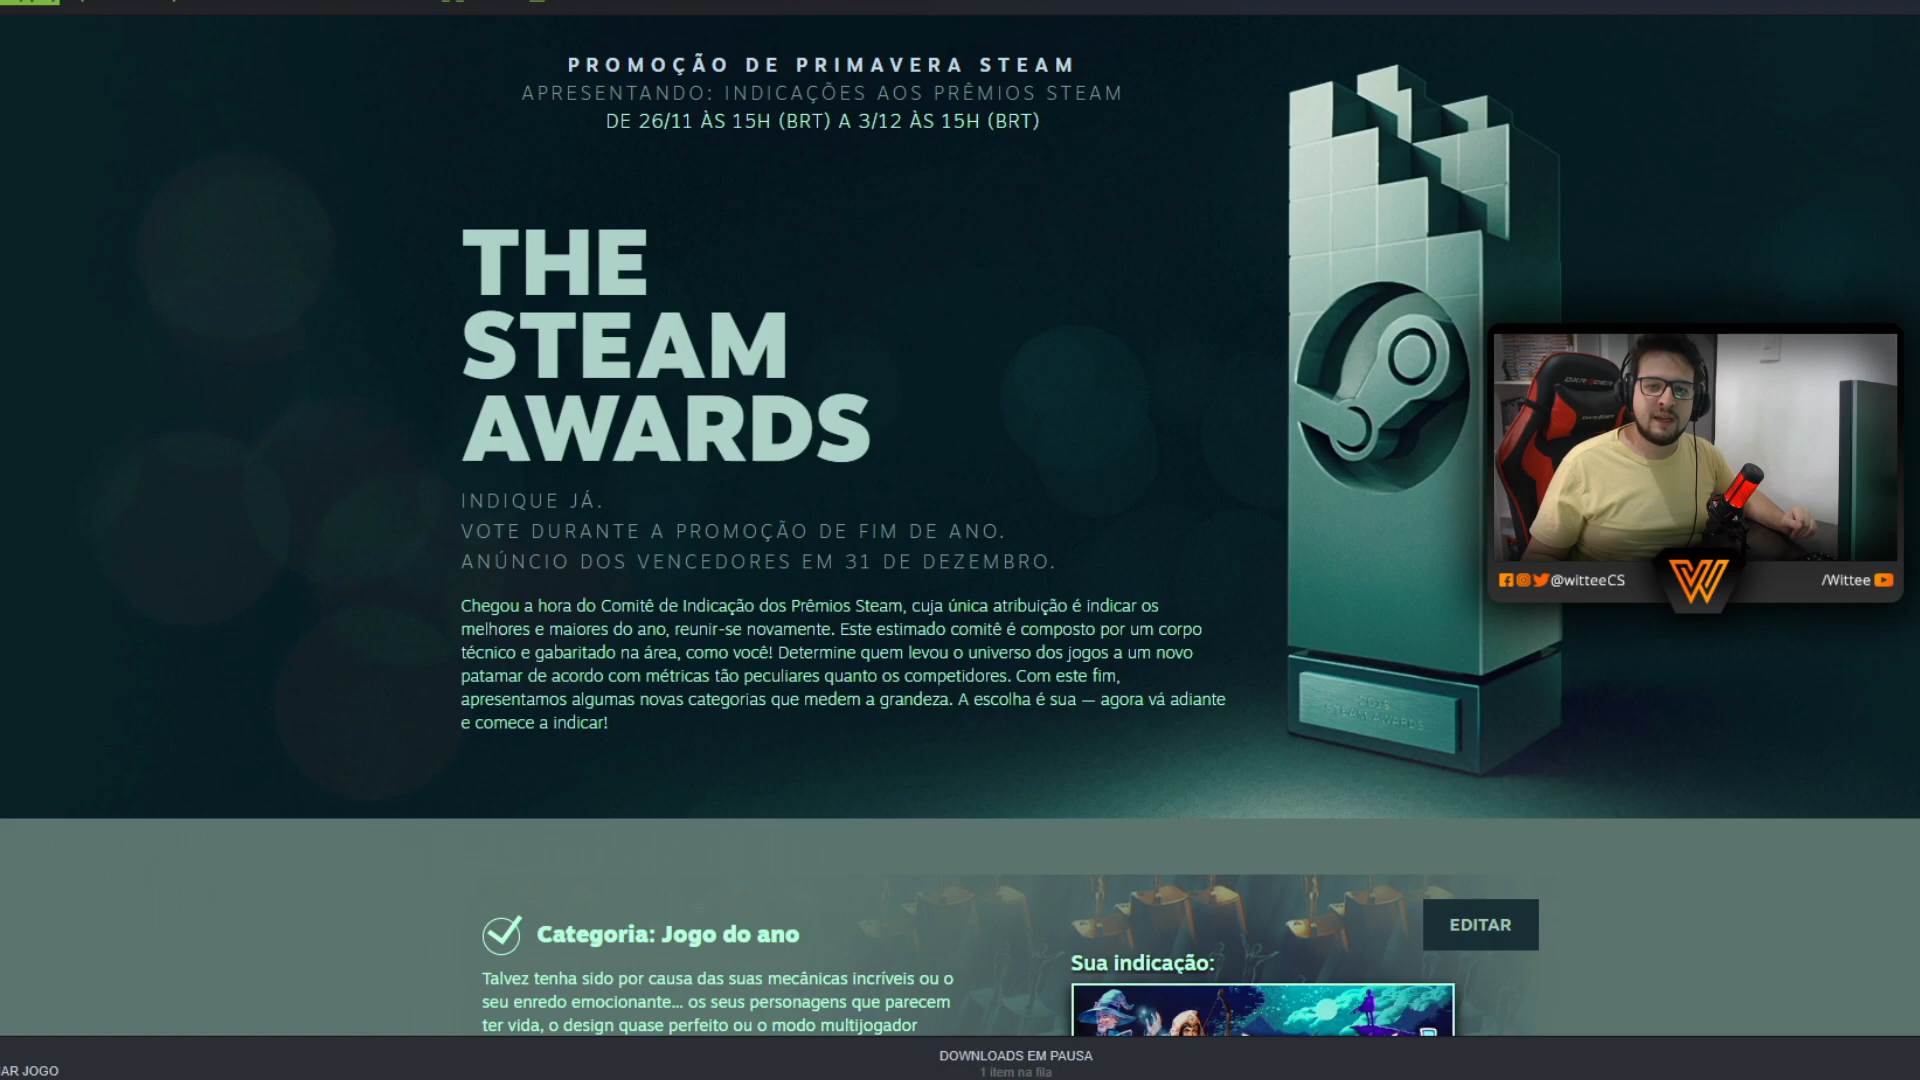 PROMOÇÃO DE PRIMAVERA STEAM
APRESENTANDO: INDICAÇÕES AOS PRÊMIOS STEAM
DE 26/11 ÀS 15H (BRT) A 3/12 ÀS 15H (BRT)
THE
STEAM
AWARDS
INDIQUE JÁ.
VOTE DURANTE A PROMOÇÃO DE FIM DE ANO.
ANÚNCIO DOS VENCEDORES EM 31 DE DEZEMBRO.
Chegou a hora do Comitê de Indicação dos Prêmios Steam, cuja única atribuição é indicar os
melhores e maiores do ano, reunir-se novamente. Este estimado comitê é composto por um corpo
técnico e gabaritado na área, como você! Determine quem levou o universo dos jogos a um novo
patamar de acordo com métricas tão peculiares quanto os competidores. Com este fim,
apresentamos algumas novas categorias que medem a grandeza. A escolha é sua — agora vá adiante
e comece a indicar!
STEAM AWARDS
DXRACER
@witteeCS
/Wittee
Categoria: Jogo do ano
EDITAR
Talvez tenha sido por causa das suas mecânicas incríveis ou o
seu enredo emocionante... os seus personagens que parecem
ter vida, o design quase perfeito ou o modo multijogador
Sua indicação:
AR JOGO
DOWNLOADS EM PAUSA
1 item na fila